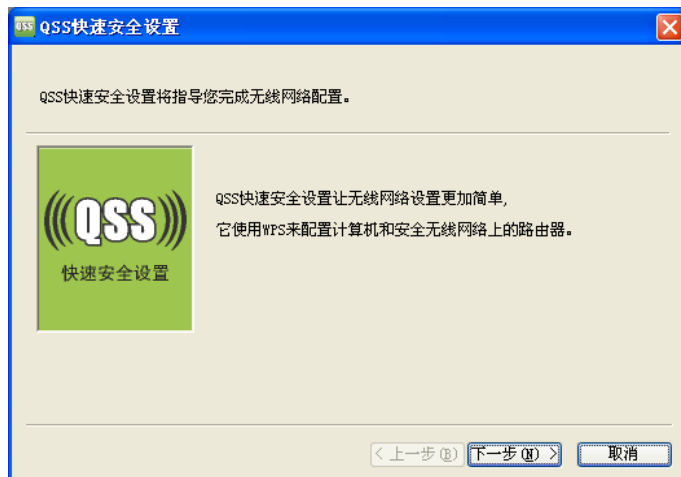 QSS QSS快速安全设置
QSS快速安全设置将指导您完成无线网络配置。
(((QSS)))
快速安全设置
QSS快速安全设置让无线网络设置更加简单,
它使用WPS来配置计算机和安全无线网络上的路由器。
< 上一步(B) 下一步(N) > 取消